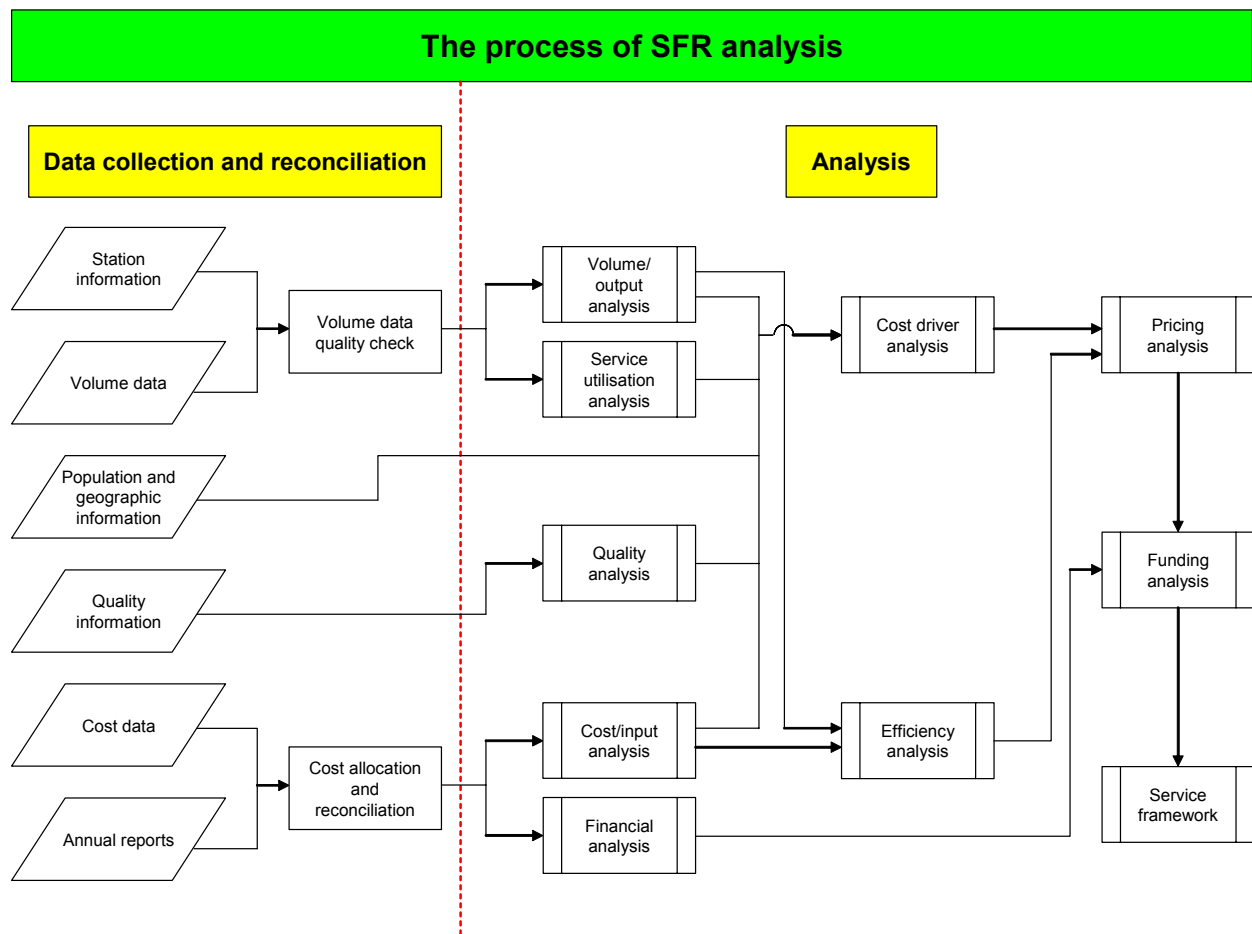 The process of SFR analysis
Data collection and reconciliation
Analysis
Station
information
Volume data
Population and
geographic
information
Quality
information
Cost data
Annual reports
Volume data
quality check
Cost allocation
and
reconciliation
Volume/
output
analysis
Service
utilisation
analysis
Quality
analysis
Cost/input
analysis
Financial
analysis
Cost driver
analysis
Efficiency
analysis
Pricing
analysis
Funding
analysis
Service
framework